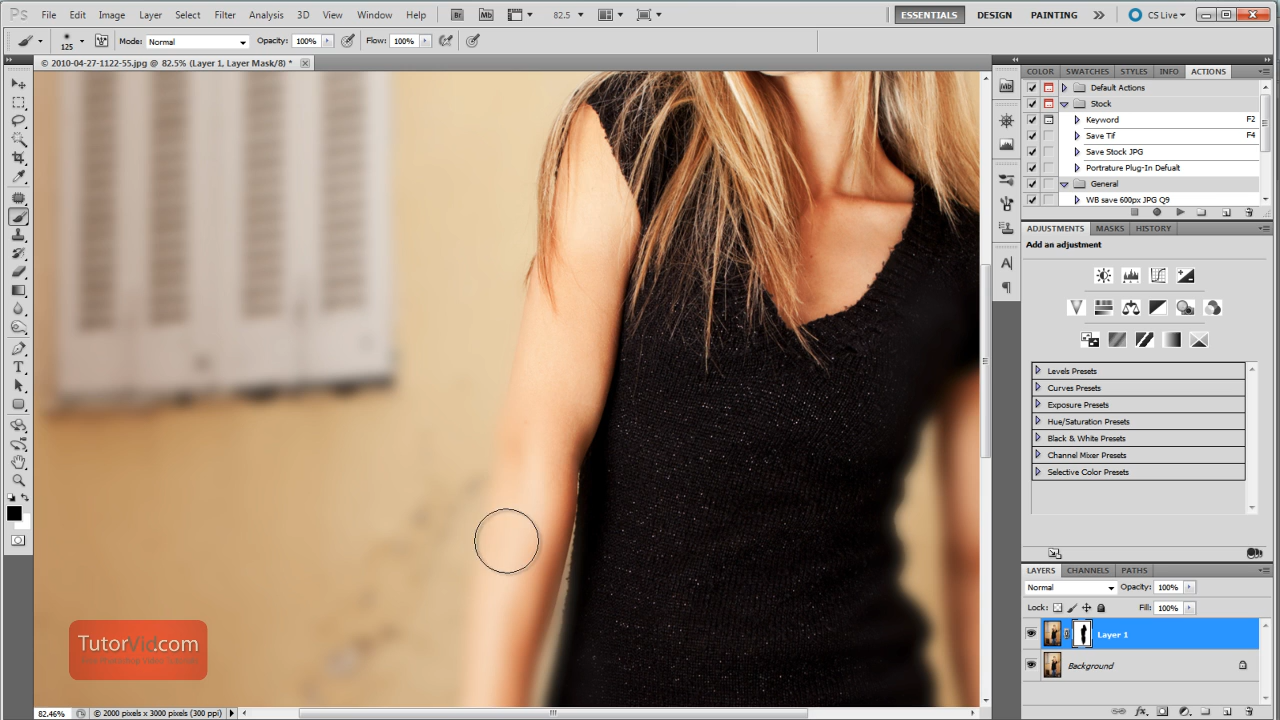 Ps File Edit Image Layer Select Filter Analysis 3D View Window Help Br Mb 82.5 ESSENTIALS DESIGN PAINTING CS Live
125 Mode: Normal Opacity: 100% Flow: 100%
© 2010-04-27-1122-55.jpg @ 82.5% (Layer 1, Layer Mask/8) *
COLOR SWATCHES STYLES INFO ACTIONS
Default Actions
Stock
Keyword F2
Save Tif F4
Save Stock JPG
Portrature Plug-In Defualt
General
WB save 600px JPG Q9
ADJUSTMENTS MASKS HISTORY
Add an adjustment
Levels Presets
Curves Presets
Exposure Presets
Hue/Saturation Presets
Black & White Presets
Channel Mixer Presets
Selective Color Presets
LAYERS CHANNELS PATHS
Normal Opacity: 100%
Lock: Fill: 100%
Layer 1
Background
TutorVid.com
82.46% © 2000 pixels x 3000 pixels (300 ppi)